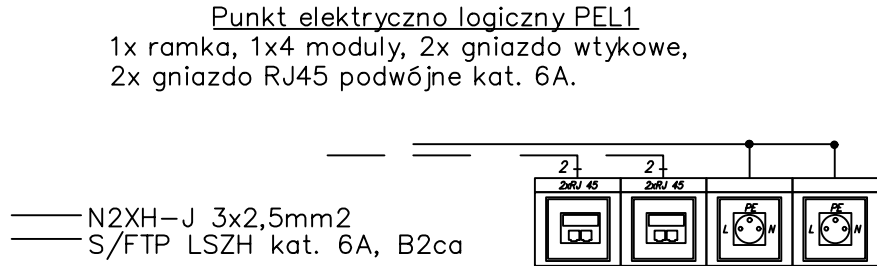 Punkt elektryczno logiczny PEL1
1x ramka, 1x4 moduly, 2x gniazdo wtykowe,
2x gniazdo RJ45 podwójne kat. 6A.
2 2
2xRJ 45 2xRJ 45
PE PE
L N L N
N2XH-J 3x2,5mm2
S/FTP LSZH kat. 6A, B2ca